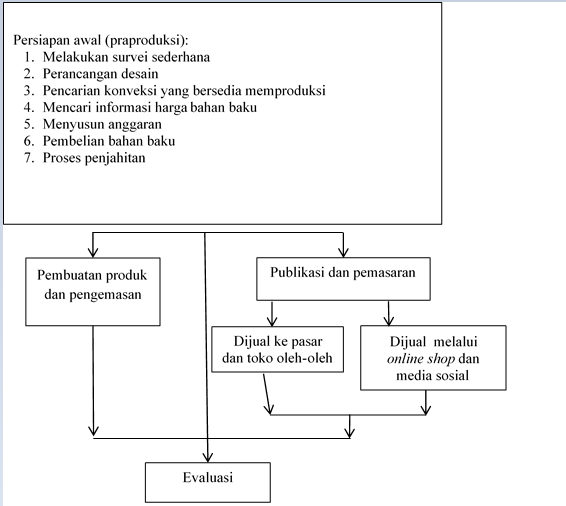 Persiapan awal (praproduksi):
1. Melakukan survei sederhana
2. Perancangan desain
3. Pencarian konveksi yang bersedia memproduksi
4. Mencari informasi harga bahan baku
5. Menyusun anggaran
6. Pembelian bahan baku
7. Proses penjahitan
Pembuatan produk
dan pengemasan
Publikasi dan pemasaran
Dijual ke pasar
dan toko oleh-oleh
Dijual melalui
online shop dan
media sosial
Evaluasi